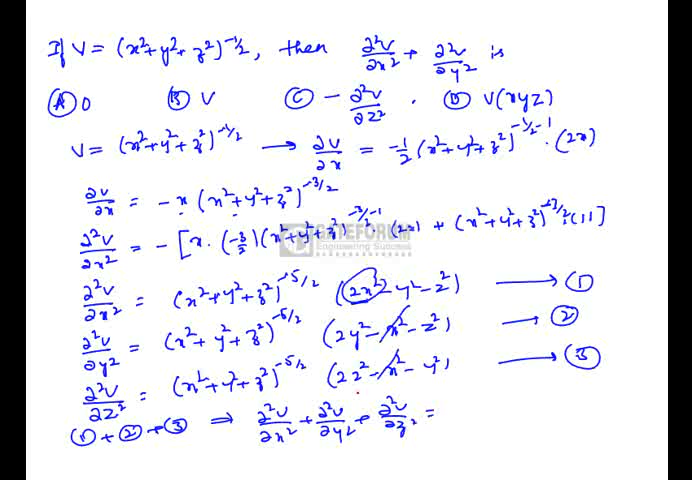 If V = (x²+y²+z²)^-1/2, then ∂²V/∂x² + ∂²V/∂y² is
(A) 0 (B) V (C) - ∂²V/∂z² . (D) V(xyz)
V = (x²+y²+z²)^-1/2 → ∂V/∂x = -1/2 (x²+y²+z²)^-1/2-1 · (2x)
∂V/∂x = -x (x²+y²+z²)^-3/2
∂²V/∂x² = -[x · (-3/2)(x²+y²+z²)^-3/2-1 · (2x) + (x²+y²+z²)^-3/2 · (1)]
GATEFORUM
Engineering Success
∂²V/∂x² = (x²+y²+z²)^-5/2 (2x²-y²-z²) → (1)
∂²V/∂y² = (x²+y²+z²)^-5/2 (2y²-x²-z²) → (2)
∂²V/∂z² = (x²+y²+z²)^-5/2 (2z²-x²-y²) → (3)
(1)+(2)+(3) ⇒ ∂²V/∂x² + ∂²V/∂y² + ∂²V/∂z² =